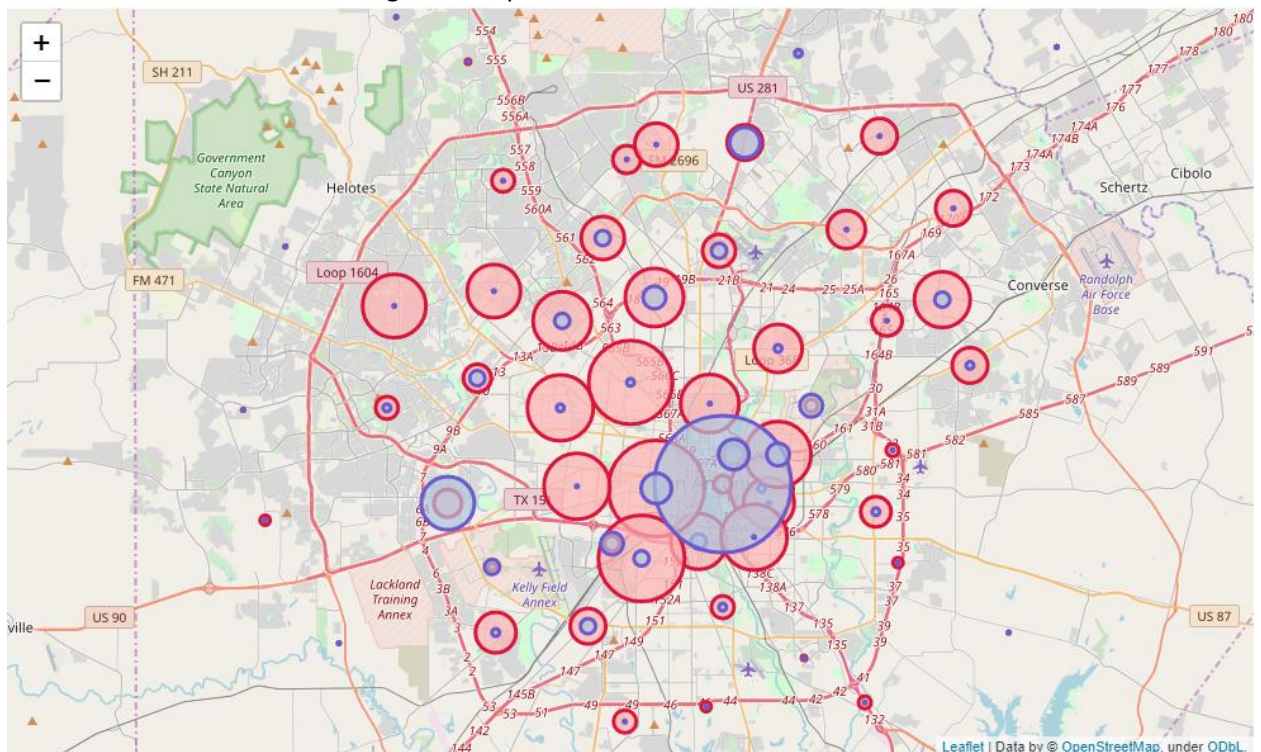 +
−
SH 211
Government
Canyon
State Natural
Area
Helotes
FM 471
Loop 1604
554
555
556B
556A
557
558
559
560A
561
562
564
563
US 281
FM 2696
180
180
178
177
177
176
174A
174B
174A
173
172
169
167A
26
165
164B
Schertz
Cibolo
Converse
Randolph
Air Force
Base
19B
21B
21
24
25
25A
13A
13
Loop 368
30
31A
31B
161
60
591
589
589
587
585
582
581
581
580
579
578
9B
9A
TX 151
6B
7
4
6
3B
3A
3
2
2
Lackland
Training
Annex
Kelly Field
Annex
US 90
ville
34
34
35
35
37
37
39
39
138C
138A
137
135
135
152A
151
149
147
147
145B
142
144
53
53
51
49
49
46
44
44
42
42
41
132
US 87
Leaflet | Data by © OpenStreetMap, under ODbL.